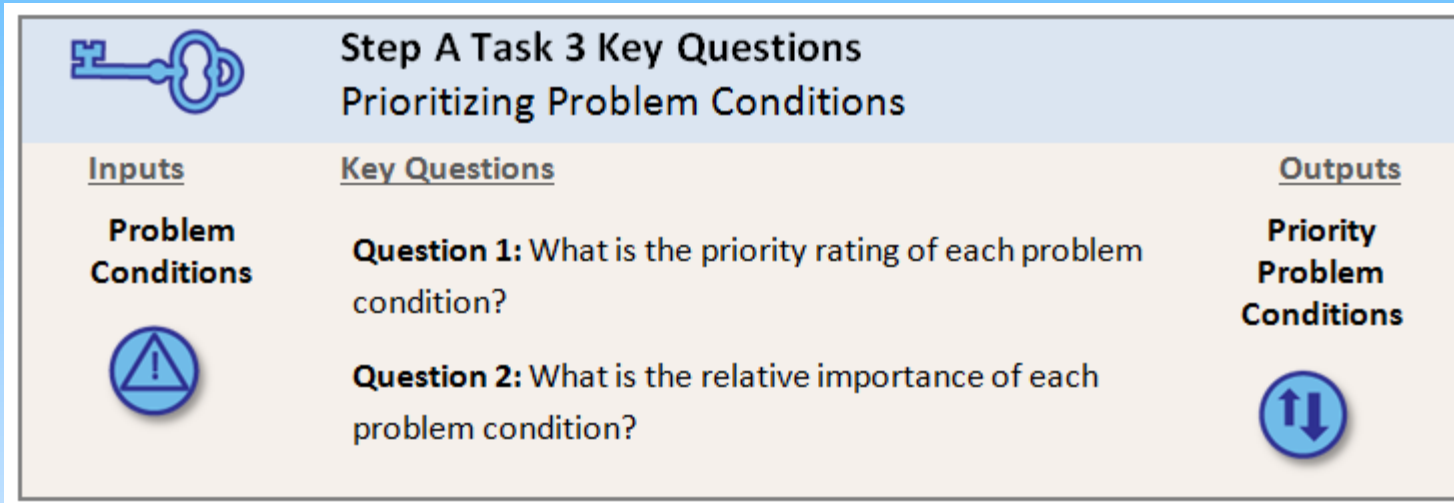 Step A Task 3 Key Questions
Prioritizing Problem Conditions
Inputs
Key Questions
Outputs
Problem
Conditions
Question 1: What is the priority rating of each problem
condition?
Question 2: What is the relative importance of each
problem condition?
Priority
Problem
Conditions